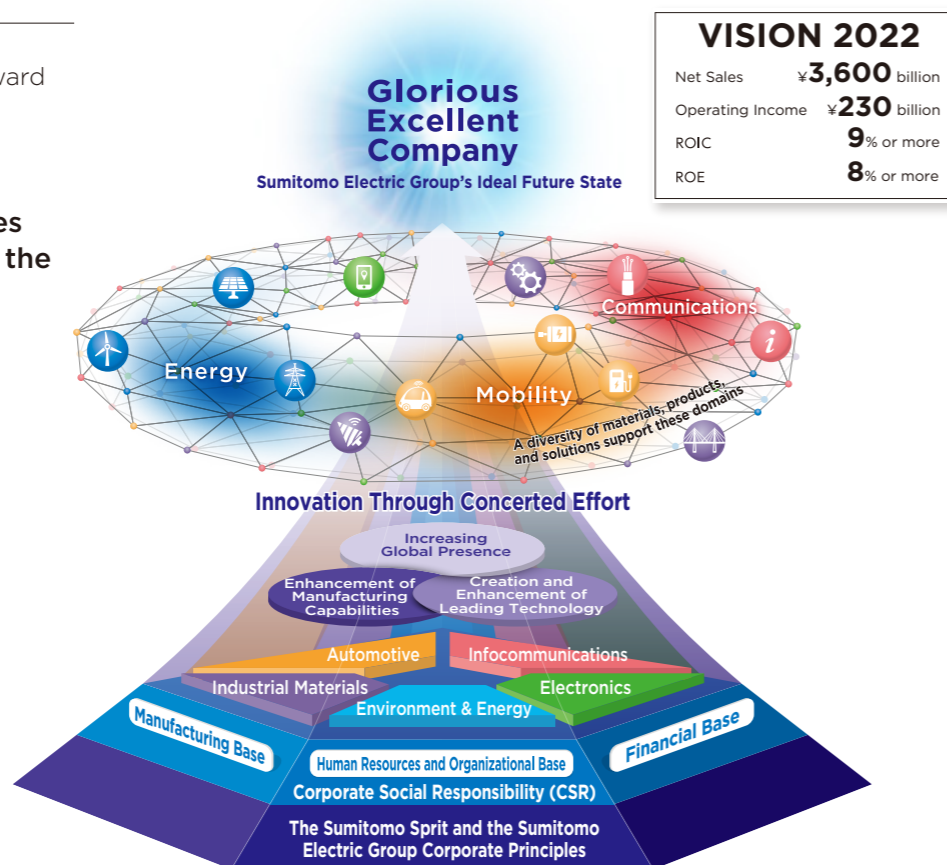 ward
es
the
VISION 2022
Net Sales ¥3,600 billion
Operating Income ¥230 billion
ROIC 9% or more
ROE 8% or more
Glorious
Excellent
Company
Sumitomo Electric Group's Ideal Future State
Communications
i
Energy
Mobility
A diversity of materials, products,
and solutions support these domains
Innovation Through Concerted Effort
Increasing
Global Presence
Enhancement of
Manufacturing
Capabilities
Creation and
Enhancement of
Leading Technology
Automotive
Infocommunications
Industrial Materials
Electronics
Environment & Energy
Manufacturing Base
Financial Base
Human Resources and Organizational Base
Corporate Social Responsibility (CSR)
The Sumitomo Sprit and the Sumitomo
Electric Group Corporate Principles